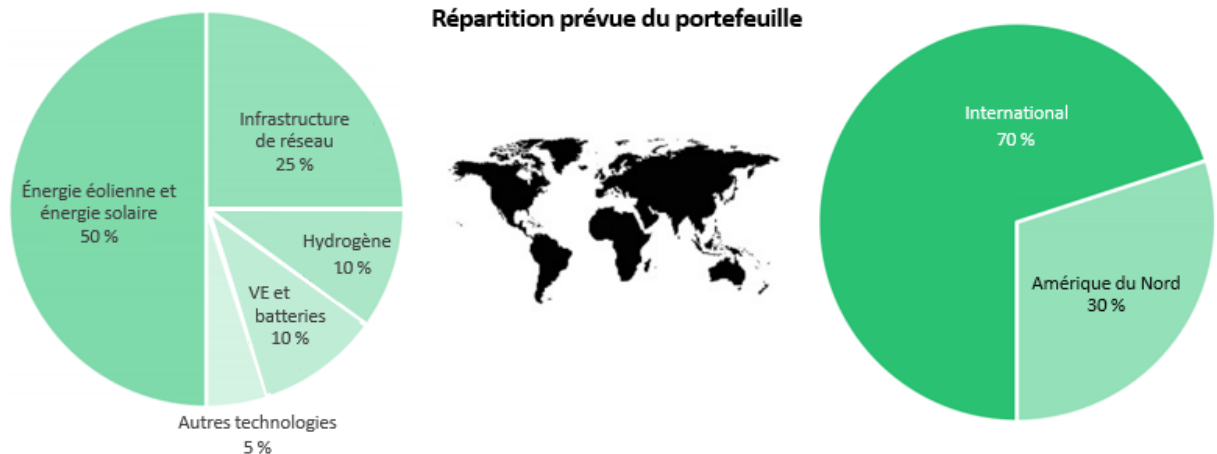 Répartition prévue du portefeuille
Infrastructure
de réseau
25 %
Énergie éolienne et
énergie solaire
50 %
Hydrogène
10 %
VE et
batteries
10 %
Autres technologies
5 %
International
70 %
Amérique du Nord
30 %